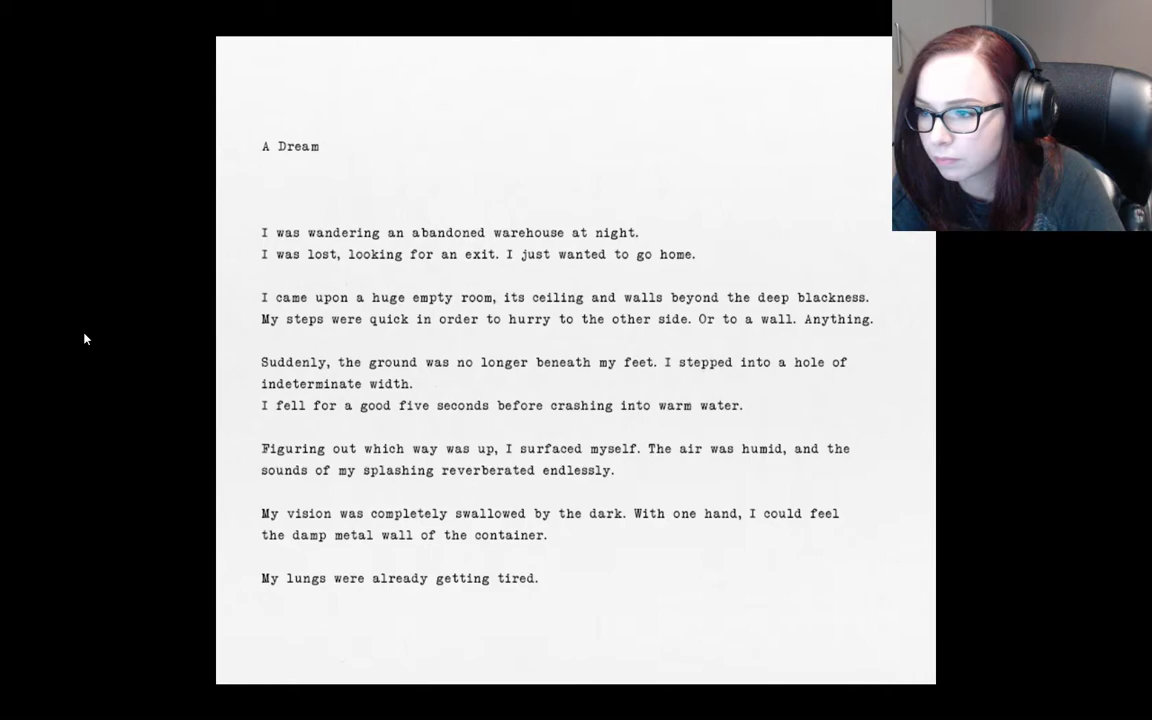 A Dream
I was wandering an abandoned warehouse at night.
I was lost, looking for an exit. I just wanted to go home.
I came upon a huge empty room, its ceiling and walls beyond the deep blackness.
My steps were quick in order to hurry to the other side. Or to a wall. Anything.
Suddenly, the ground was no longer beneath my feet. I stepped into a hole of
indeterminate width.
I fell for a good five seconds before crashing into warm water.
Figuring out which way was up, I surfaced myself. The air was humid, and the
sounds of my splashing reverberated endlessly.
My vision was completely swallowed by the dark. With one hand, I could feel
the damp metal wall of the container.
My lungs were already getting tired.